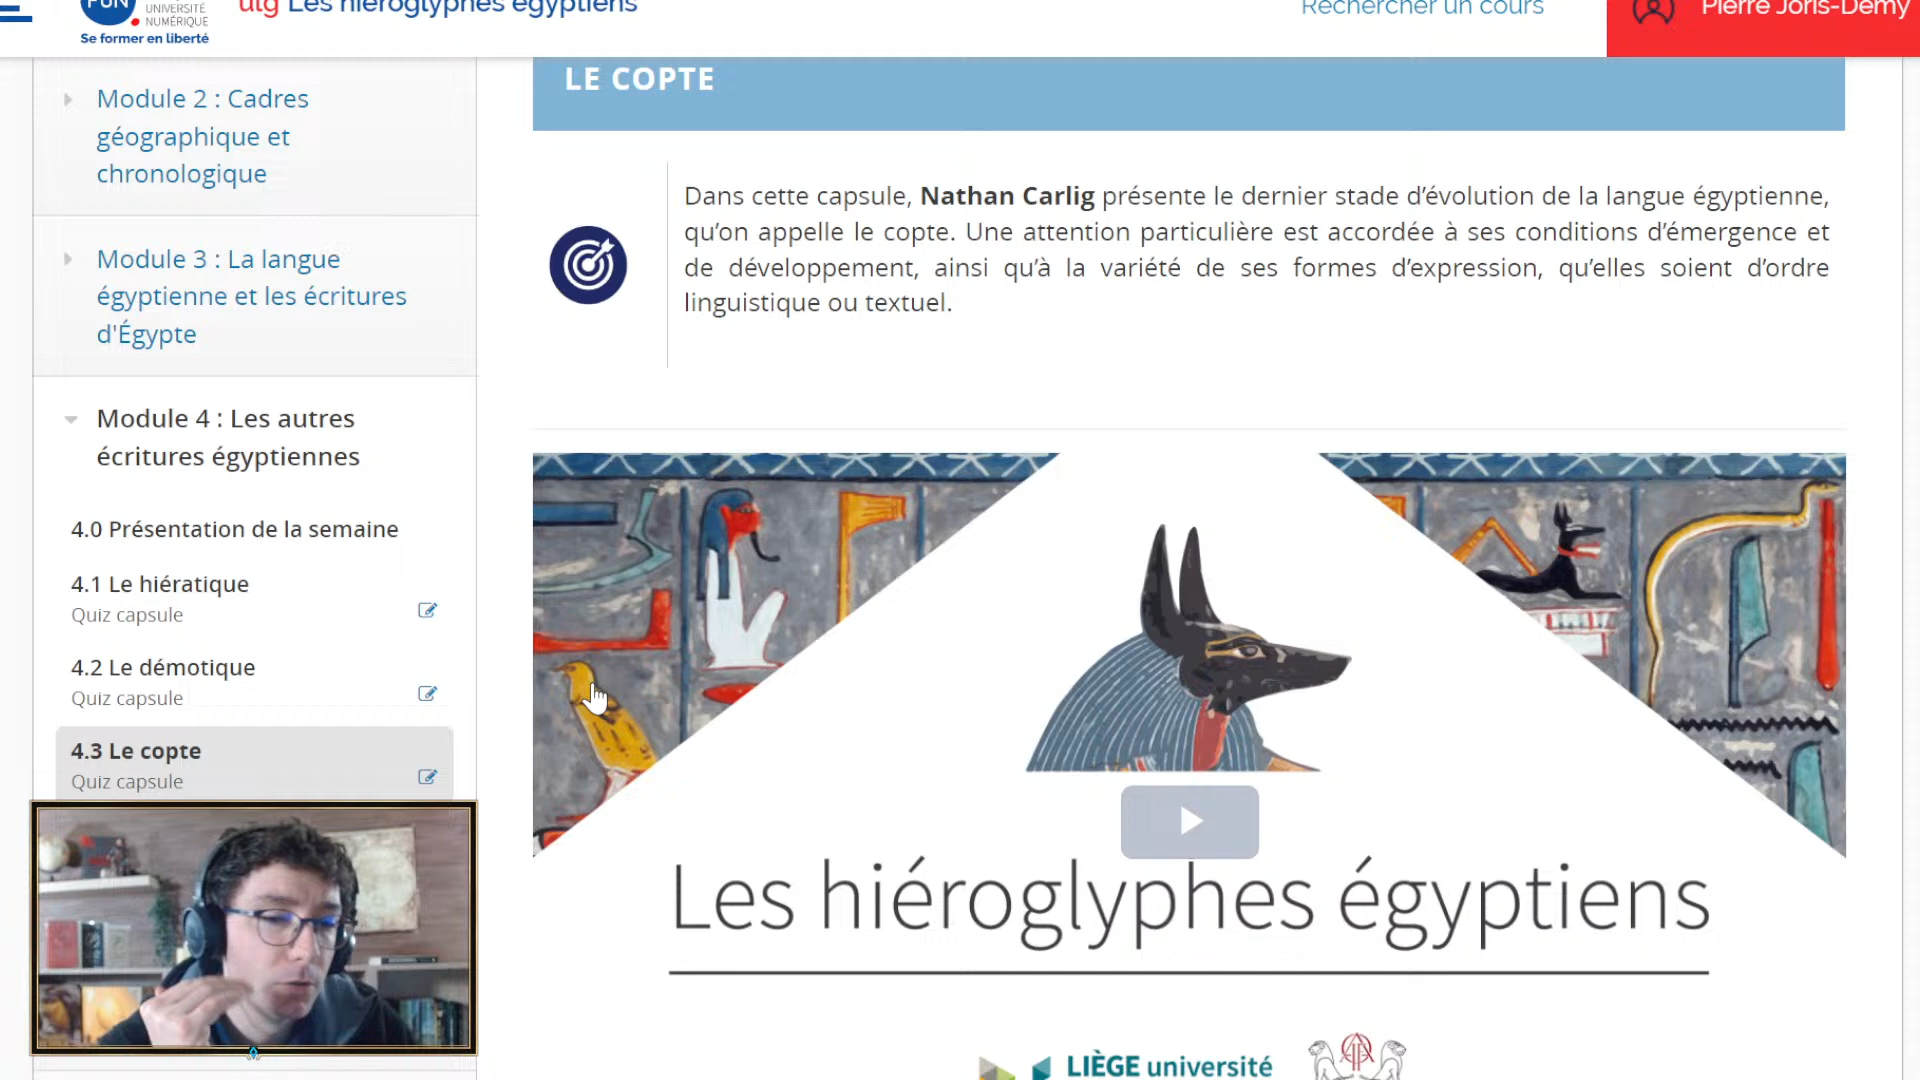 FUN
UNIVERSITÉ
NUMÉRIQUE
Se former en liberté
ulg Les hiéroglyphes égyptiens
Rechercher un cours
Pierre Joris-Demy
Module 2 : Cadres
géographique et
chronologique
Module 3 : La langue
égyptienne et les écritures
d'Égypte
Module 4 : Les autres
écritures égyptiennes
4.0 Présentation de la semaine
4.1 Le hiératique
Quiz capsule
4.2 Le démotique
Quiz capsule
4.3 Le copte
Quiz capsule
LE COPTE
Dans cette capsule, Nathan Carlig présente le dernier stade d’évolution de la langue égyptienne,
qu’on appelle le copte. Une attention particulière est accordée à ses conditions d’émergence et
de développement, ainsi qu’à la variété de ses formes d’expression, qu’elles soient d’ordre
linguistique ou textuel.
Les hiéroglyphes égyptiens
LIÈGE université